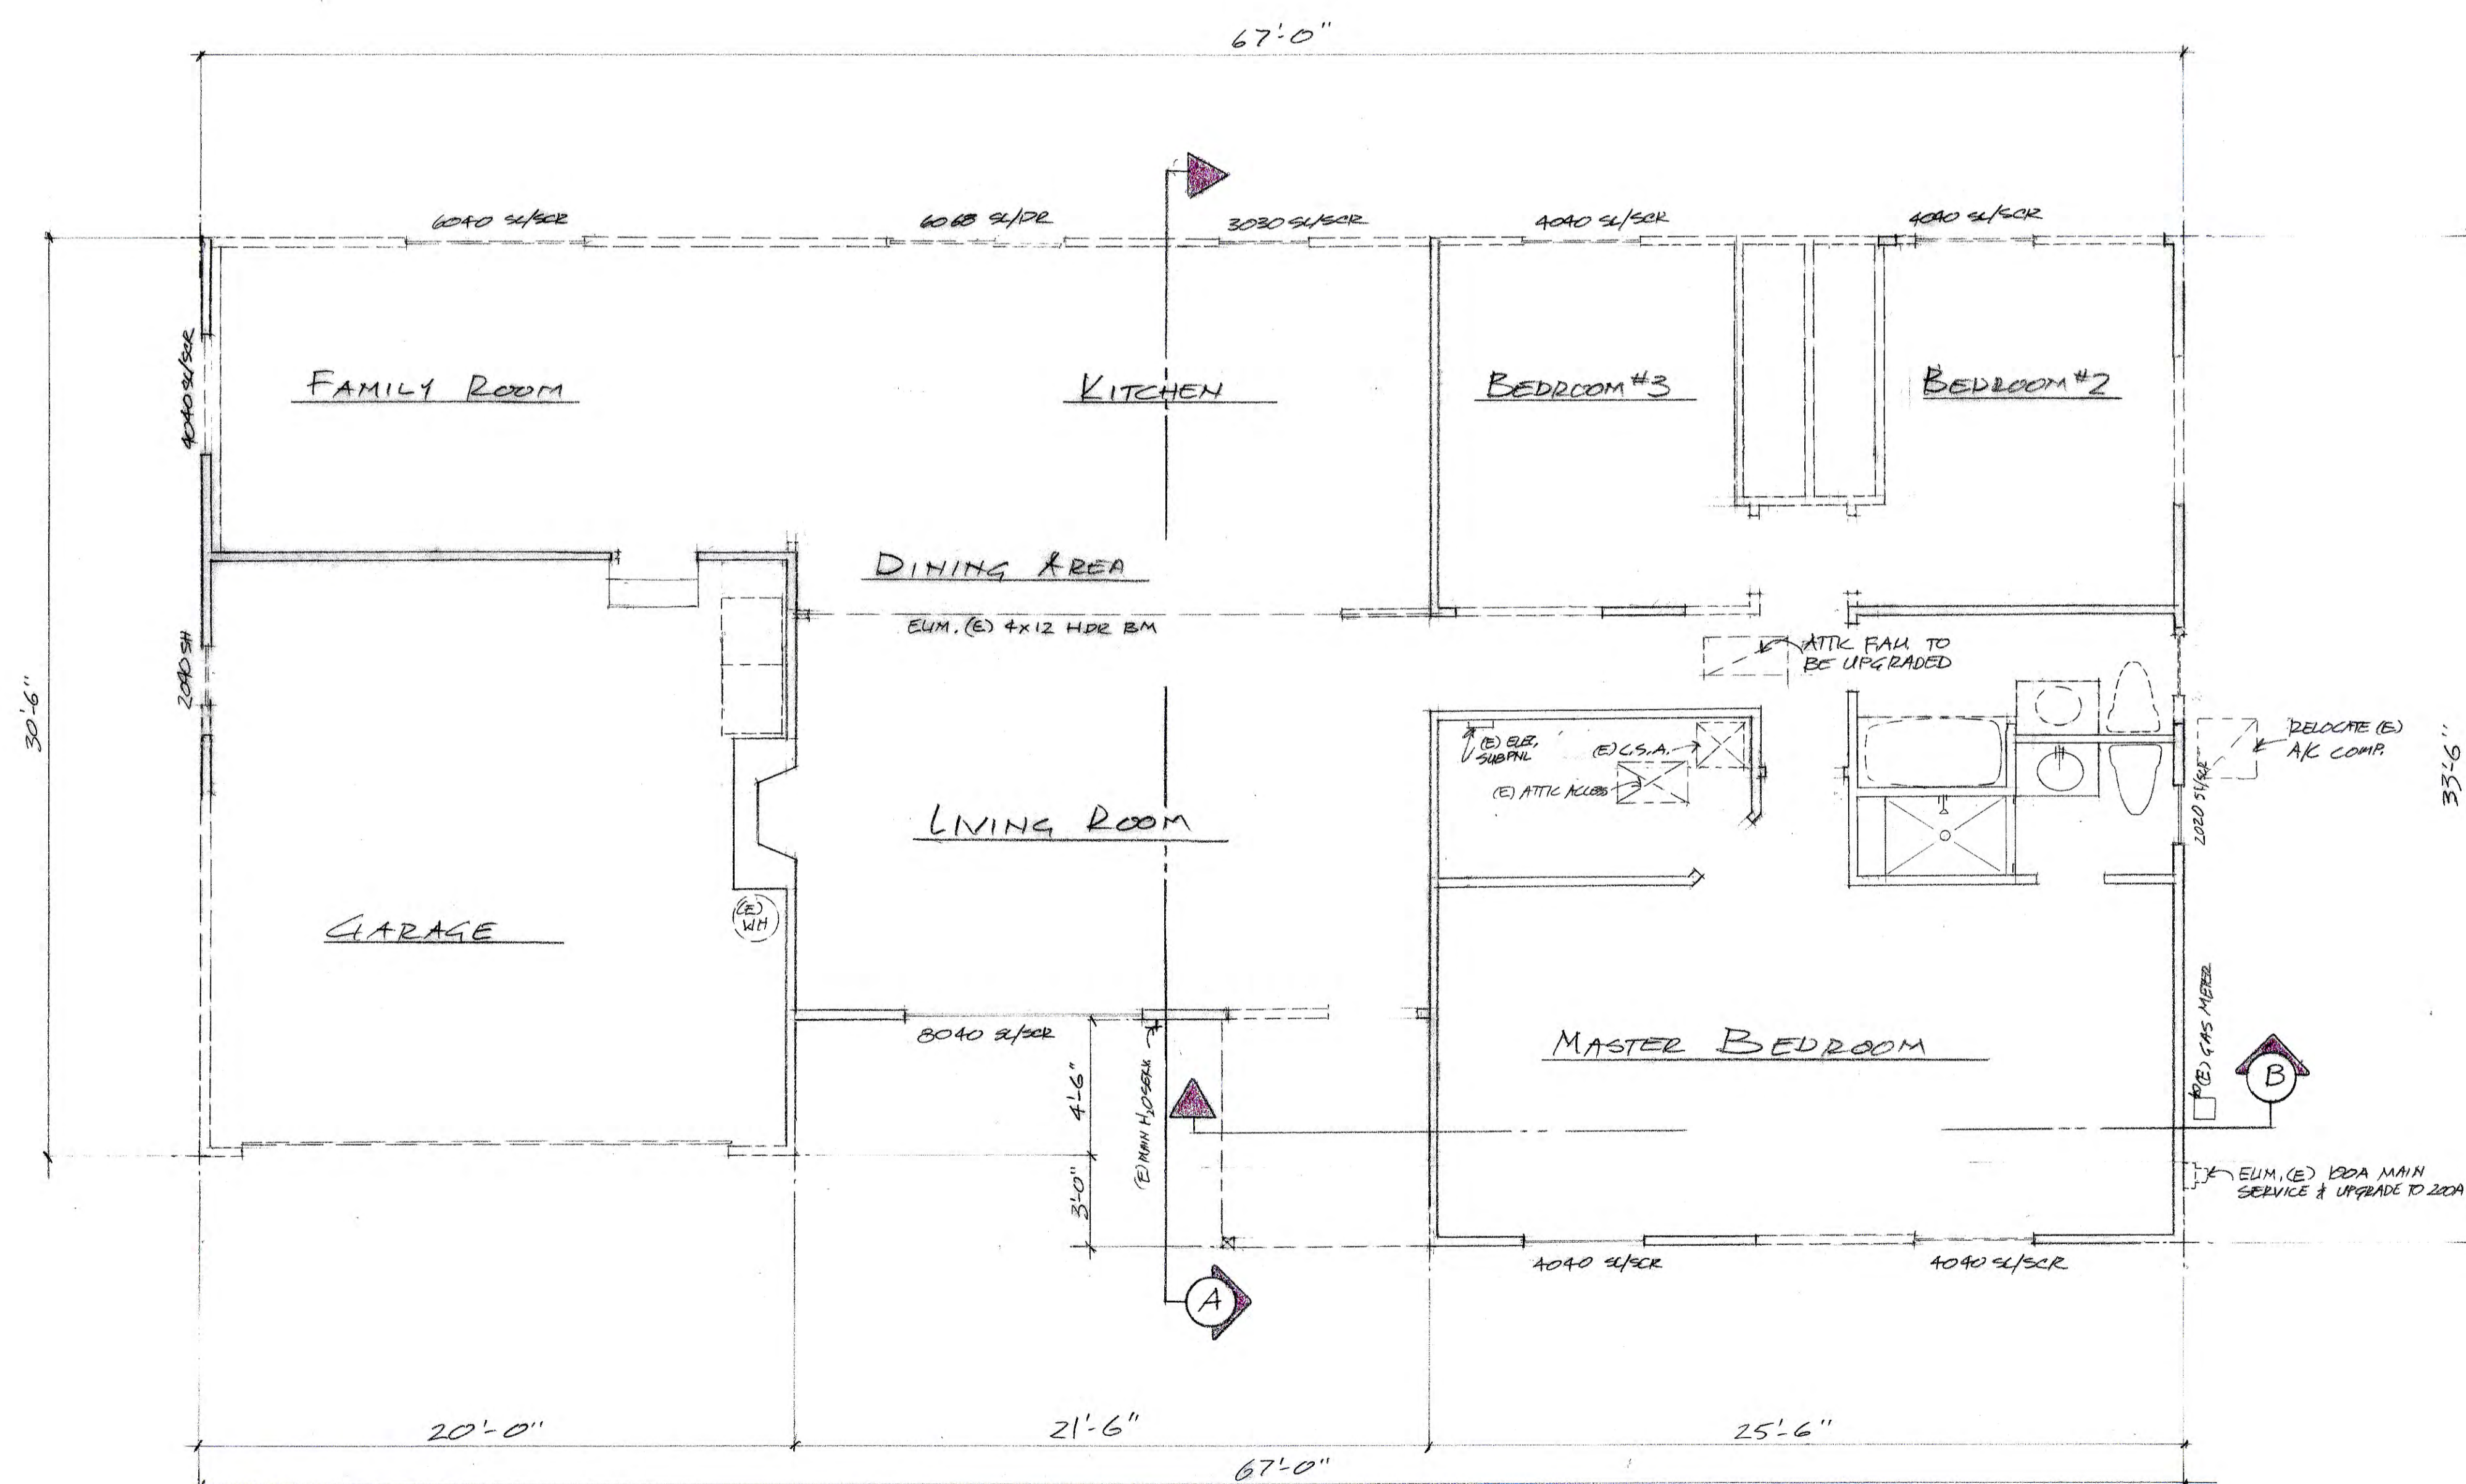 67'-0"
6040 SL/SCR
6068 SL/DR
3030 SL/SCR
4040 SL/SCR
4040 SL/SCR
4040 SL/SCR
FAMILY ROOM
KITCHEN
BEDROOM #3
BEDROOM #2
DINING AREA
ELIM. (E) 4x12 HDR BM
2040 SH
30'-6"
ATTIC F.A.U. TO
BE UPGRADED
(E) ELEC.
SUBPNL
(E) C.S.A.
(E) ATTIC ACCESS
RELOCATE (E)
A/C COMP.
33'-6"
2020 SL/SCR
LIVING ROOM
GARAGE
(E)
WH
8040 SL/SCR
4'-6"
3'-0"
(E) MAIN H2O SERV.
MASTER BEDROOM
(E) GAS METER
B
ELIM. (E) 100A MAIN
SERVICE & UPGRADE TO 200A
4040 SL/SCR
4040 SL/SCR
A
20'-0"
21'-6"
25'-6"
67'-0"